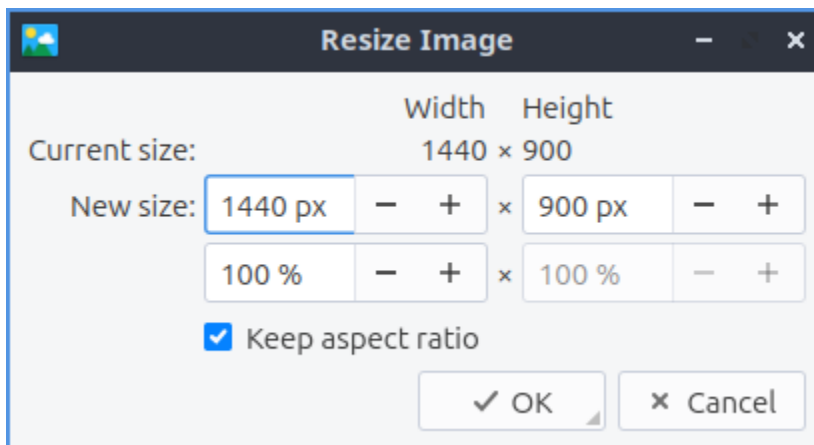 Resize Image
Width Height
Current size: 1440 × 900
New size: 1440 px − + × 900 px − +
100 % − + × 100 % − +
Keep aspect ratio
OK Cancel